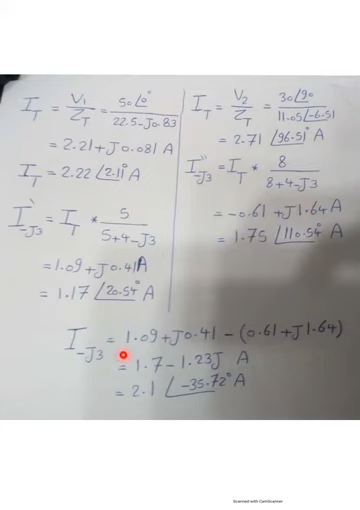 I_T = V₁/Z_T = 50∠0°/22.5-J0.83
= 2.21+J0.081 A
I_T = 2.22∠2.11° A
I'_-J3 = I_T * 5/5+4-J3
= 1.09+J0.41A
= 1.17∠20.54° A
I_T = V₂/Z_T = 30∠90/11.05∠-6.51
= 2.71∠96.51° A
I''_-J3 = I_T * 8/8+4-J3
= -0.61+J1.64A
= 1.75∠110.54° A
I_-J3 = 1.09+J0.41-(0.61+J1.64)
= 1.7-1.23J A
= 2.1∠-35.72° A
Scanned with CamScanner